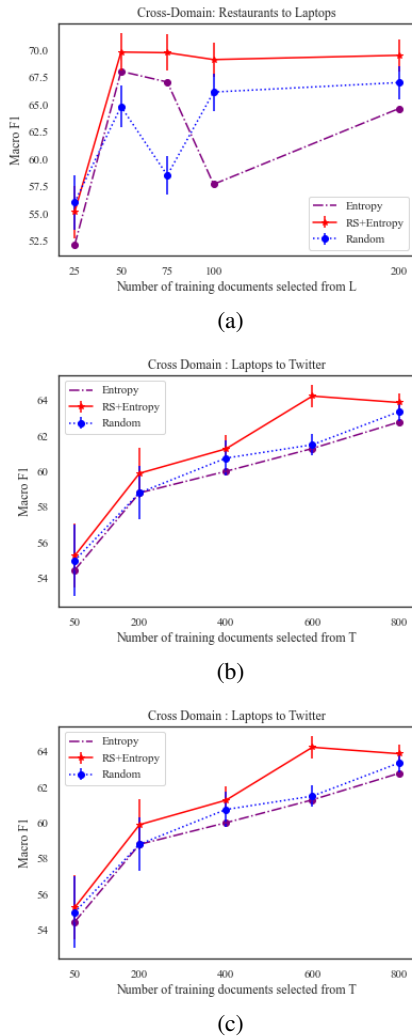 Cross-Domain: Restaurants to Laptops
70.0
67.5
65.0
62.5
60.0
57.5
55.0
52.5
Macro F1
Entropy
RS+Entropy
Random
25 50 75 100 200
Number of training documents selected from L
(a)
Cross Domain : Laptops to Twitter
Entropy
RS+Entropy
Random
64
62
60
58
56
54
Macro F1
50 200 400 600 800
Number of training documents selected from T
(b)
Cross Domain : Laptops to Twitter
Entropy
RS+Entropy
Random
64
62
60
58
56
54
Macro F1
50 200 400 600 800
Number of training documents selected from T
(c)